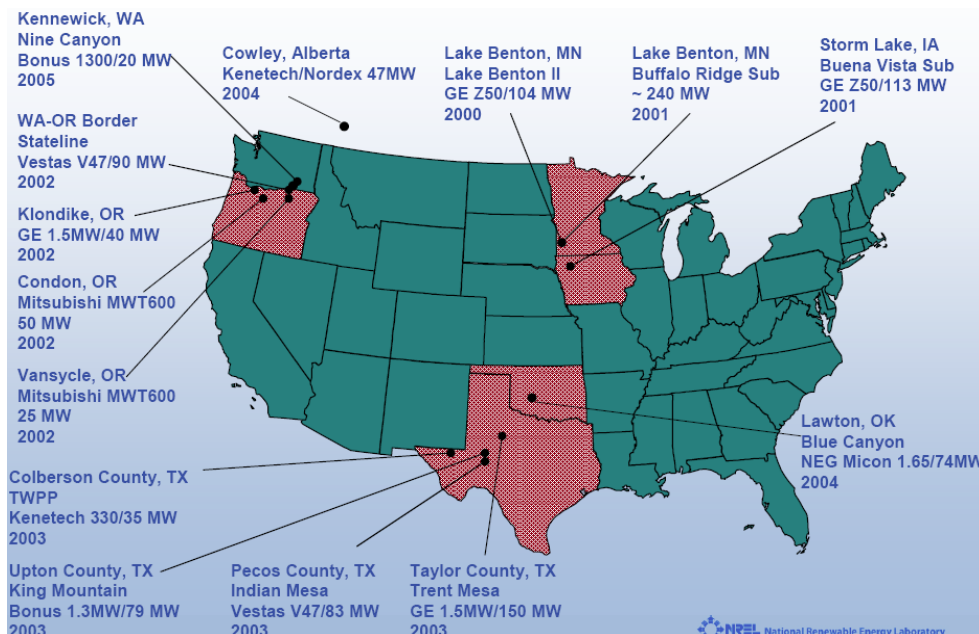 Kennewick, WA
Nine Canyon
Bonus 1300/20 MW
2005
Cowley, Alberta
Kenetech/Nordex 47MW
2004
Lake Benton, MN
Lake Benton II
GE Z50/104 MW
2000
Lake Benton, MN
Buffalo Ridge Sub
~ 240 MW
2001
Storm Lake, IA
Buena Vista Sub
GE Z50/113 MW
2001
WA-OR Border
Stateline
Vestas V47/90 MW
2002
Klondike, OR
GE 1.5MW/40 MW
2002
Condon, OR
Mitsubishi MWT600
50 MW
2002
Vansycle, OR
Mitsubishi MWT600
25 MW
2002
Lawton, OK
Blue Canyon
NEG Micon 1.65/74MW
2004
Colberson County, TX
TWPP
Kenetech 330/35 MW
2003
Upton County, TX
King Mountain
Bonus 1.3MW/79 MW
2003
Pecos County, TX
Indian Mesa
Vestas V47/83 MW
2003
Taylor County, TX
Trent Mesa
GE 1.5MW/150 MW
2003
NREL National Renewable Energy Laboratory